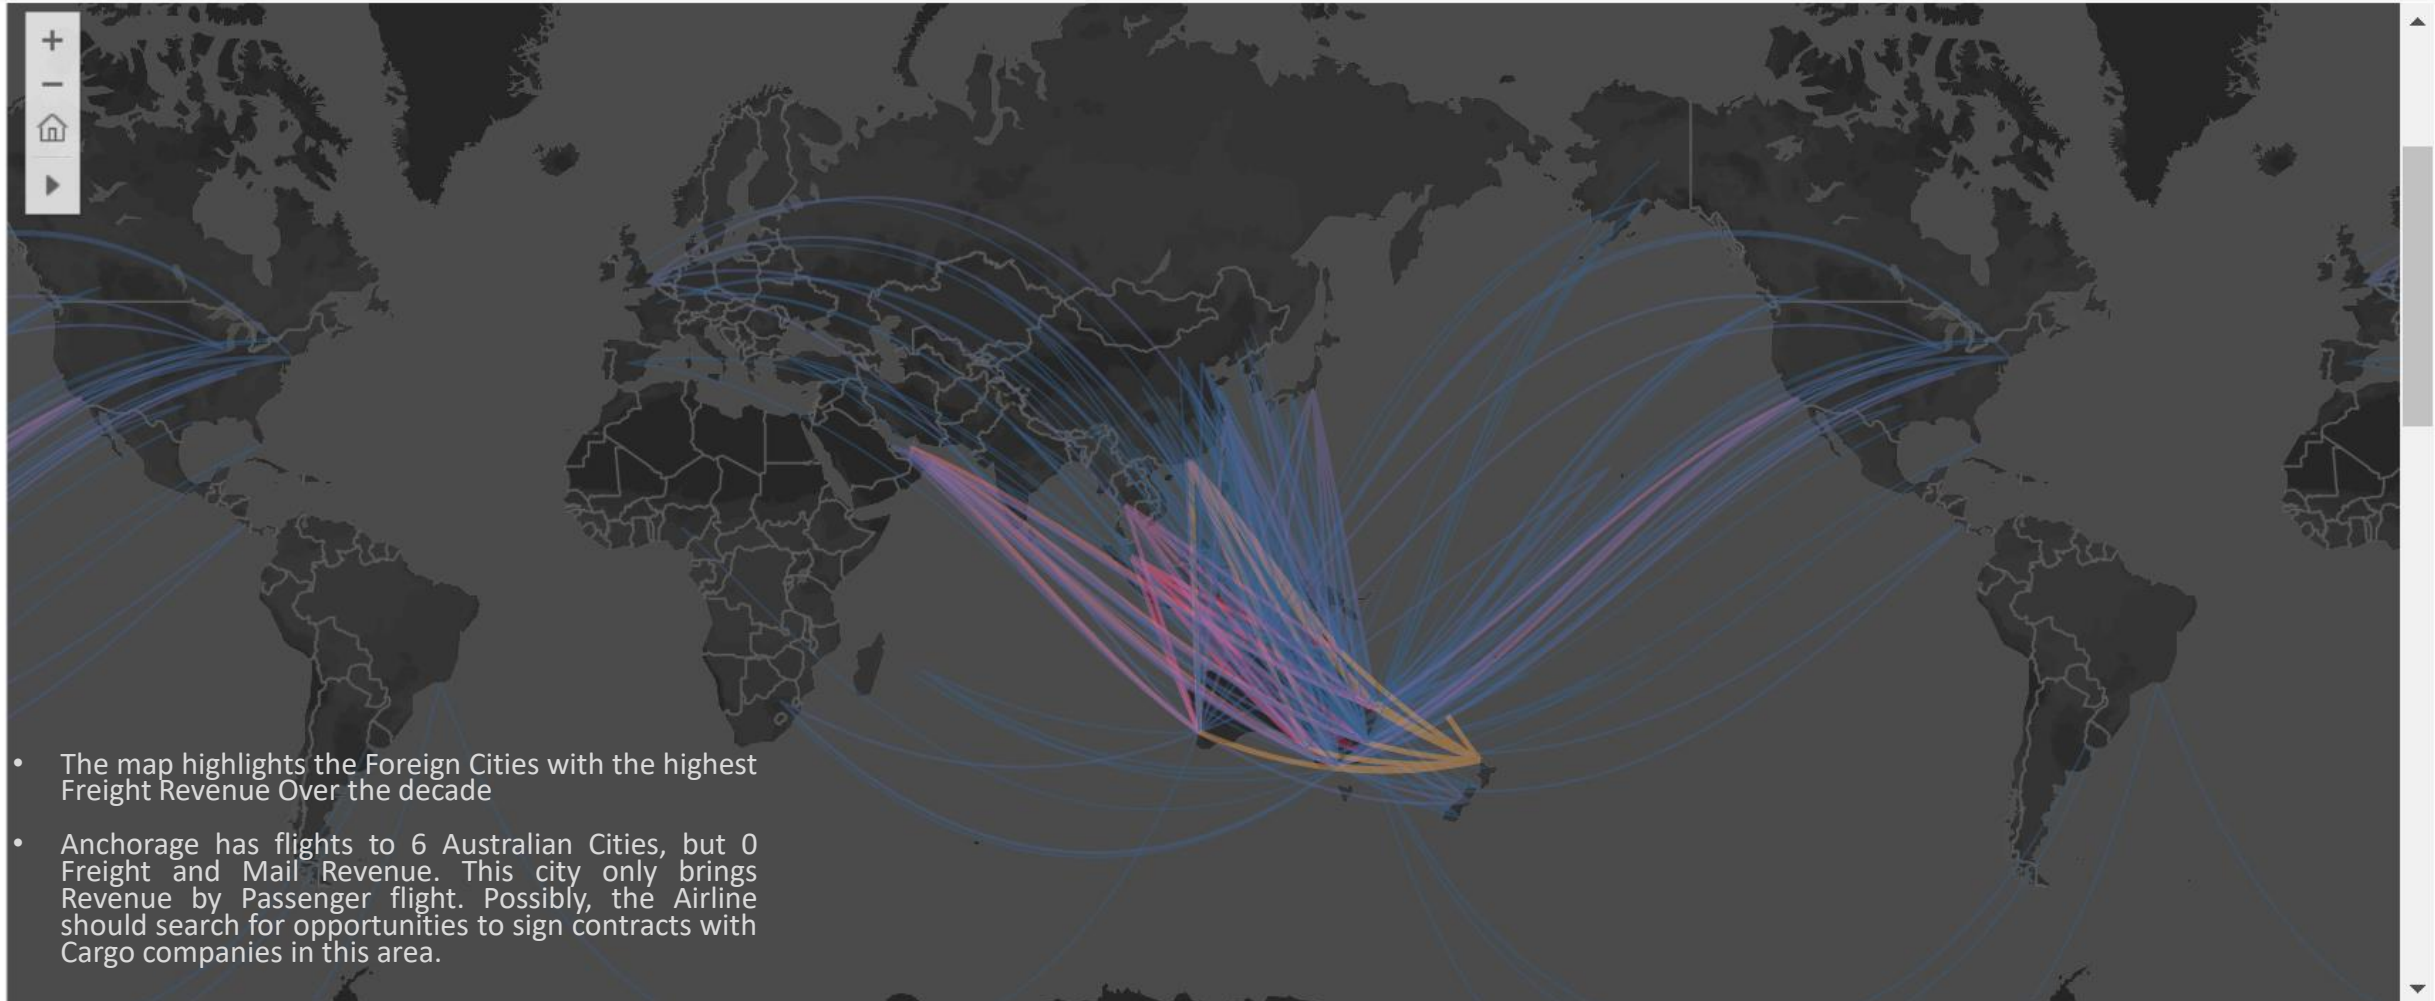 • The map highlights the Foreign Cities with the highest
Freight Revenue Over the decade
• Anchorage has flights to 6 Australian Cities, but 0
Freight and Mail Revenue. This city only brings
Revenue by Passenger flight. Possibly, the Airline
should search for opportunities to sign contracts with
Cargo companies in this area.